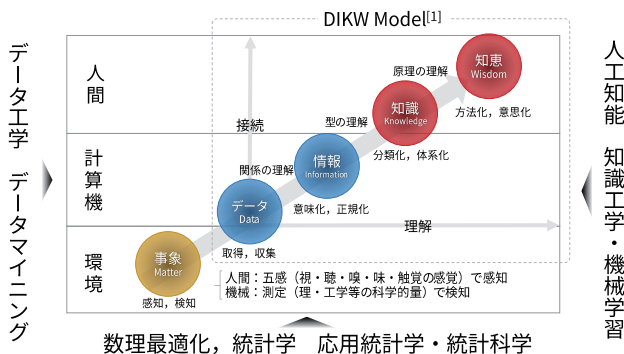 DIKW Model[1]
データ工学 データマイニング
人工知能 知識工学・機械学習
人間
計算機
環境
接続
理解
知恵
Wisdom
原理の理解
方法化，意思化
知識
Knowledge
型の理解
分類化，体系化
情報
Information
関係の理解
意味化，正規化
データ
Data
取得，収集
事象
Matter
感知，検知
人間：五感（視・聴・嗅・味・触覚の感覚）で感知
機械：測定（理・工学等の科学的量）で検知
数理最適化，統計学 応用統計学・統計科学